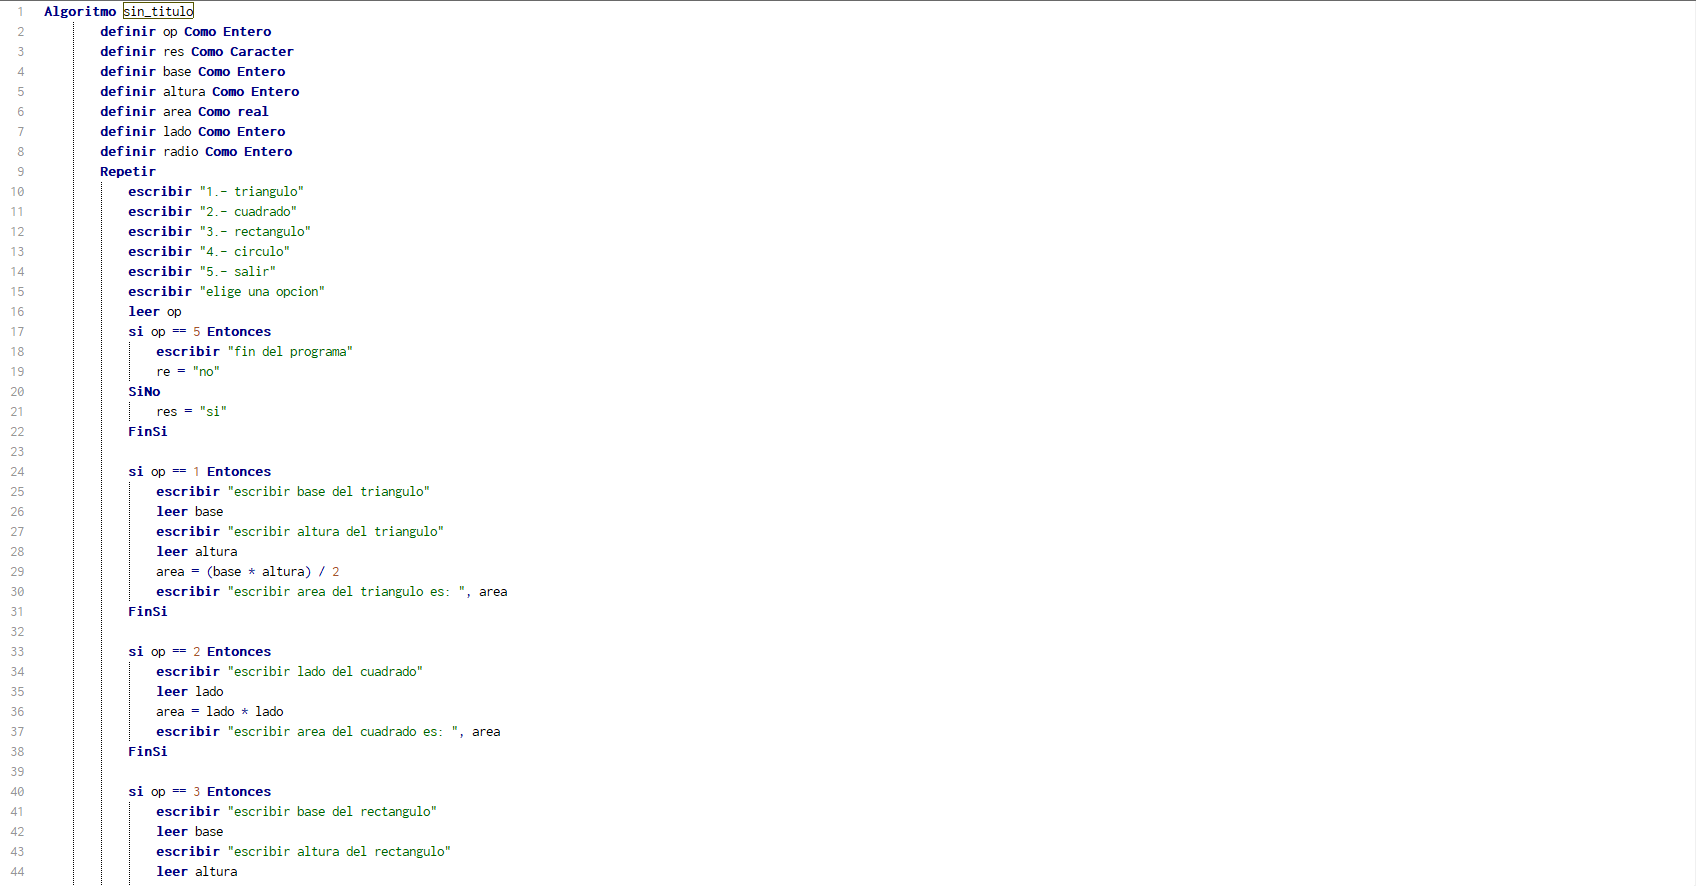 1 Algoritmo sin_titulo
2 definir op Como Entero
3 definir res Como Caracter
4 definir base Como Entero
5 definir altura Como Entero
6 definir area Como real
7 definir lado Como Entero
8 definir radio Como Entero
9 Repetir
10 escribir "1.- triangulo"
11 escribir "2.- cuadrado"
12 escribir "3.- rectangulo"
13 escribir "4.- circulo"
14 escribir "5.- salir"
15 escribir "elige una opcion"
16 leer op
17 si op == 5 Entonces
18 escribir "fin del programa"
19 re = "no"
20 SiNo
21 res = "si"
22 FinSi
23
24 si op == 1 Entonces
25 escribir "escribir base del triangulo"
26 leer base
27 escribir "escribir altura del triangulo"
28 leer altura
29 area = (base * altura) / 2
30 escribir "escribir area del triangulo es: ", area
31 FinSi
32
33 si op == 2 Entonces
34 escribir "escribir lado del cuadrado"
35 leer lado
36 area = lado * lado
37 escribir "escribir area del cuadrado es: ", area
38 FinSi
39
40 si op == 3 Entonces
41 escribir "escribir base del rectangulo"
42 leer base
43 escribir "escribir altura del rectangulo"
44 leer altura